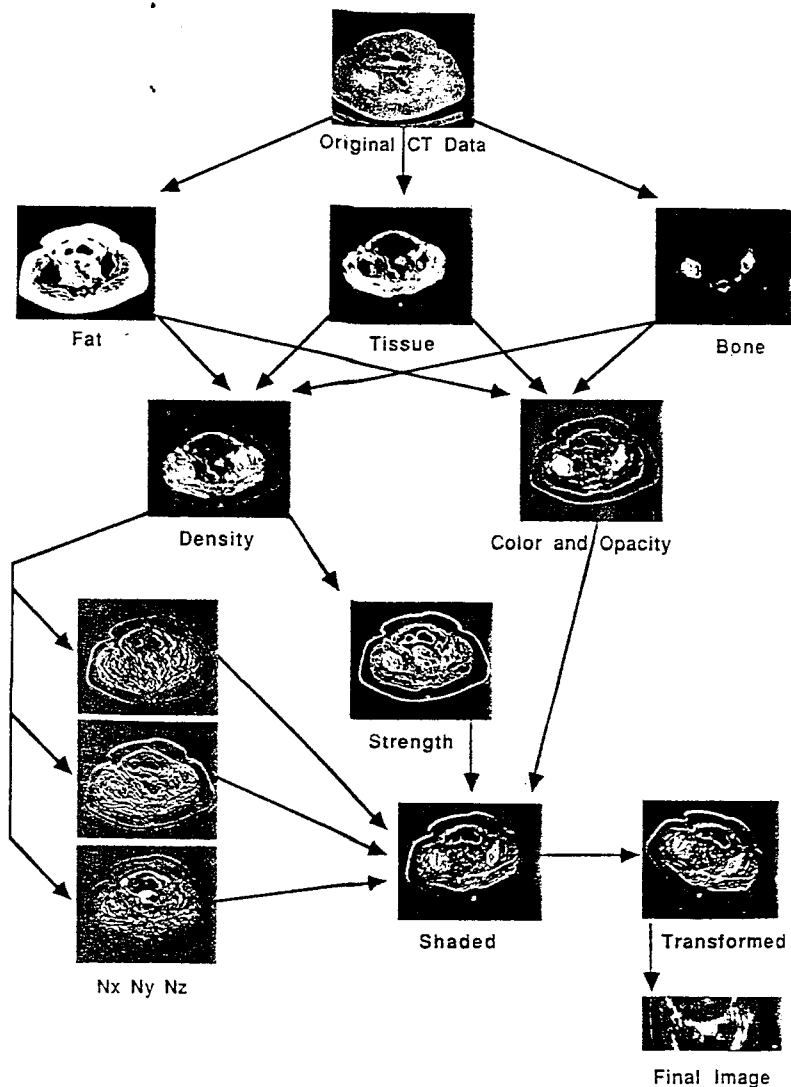 Original CT Data
Fat
Tissue
Bone
Density
Color and Opacity
Strength
Nx Ny Nz
Shaded
Transformed
Final Image